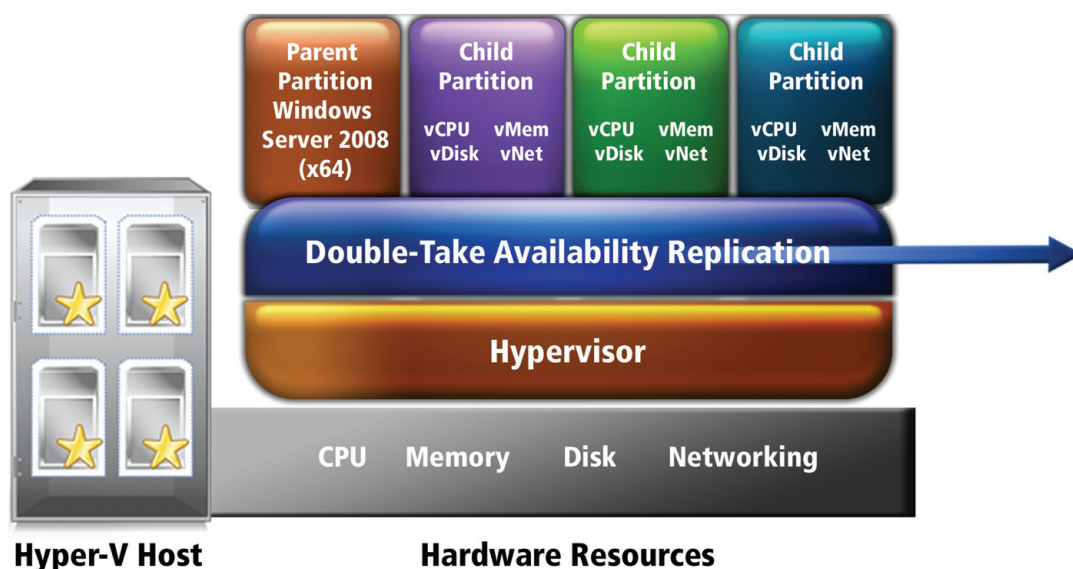 Parent
Partition
Windows
Server 2008
(x64)
Child
Partition
vCPU vMem
vDisk vNet
Child
Partition
vCPU vMem
vDisk vNet
Child
Partition
vCPU vMem
vDisk vNet
Double-Take Availability Replication
Hypervisor
CPU Memory Disk Networking
Hyper-V Host
Hardware Resources